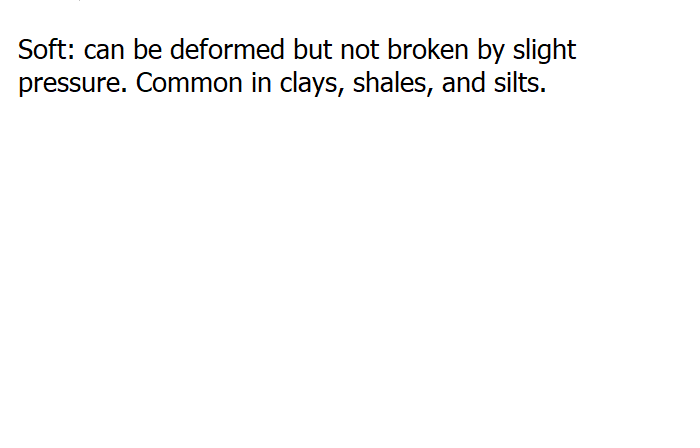 Soft: can be deformed but not broken by slight
pressure. Common in clays, shales, and silts.